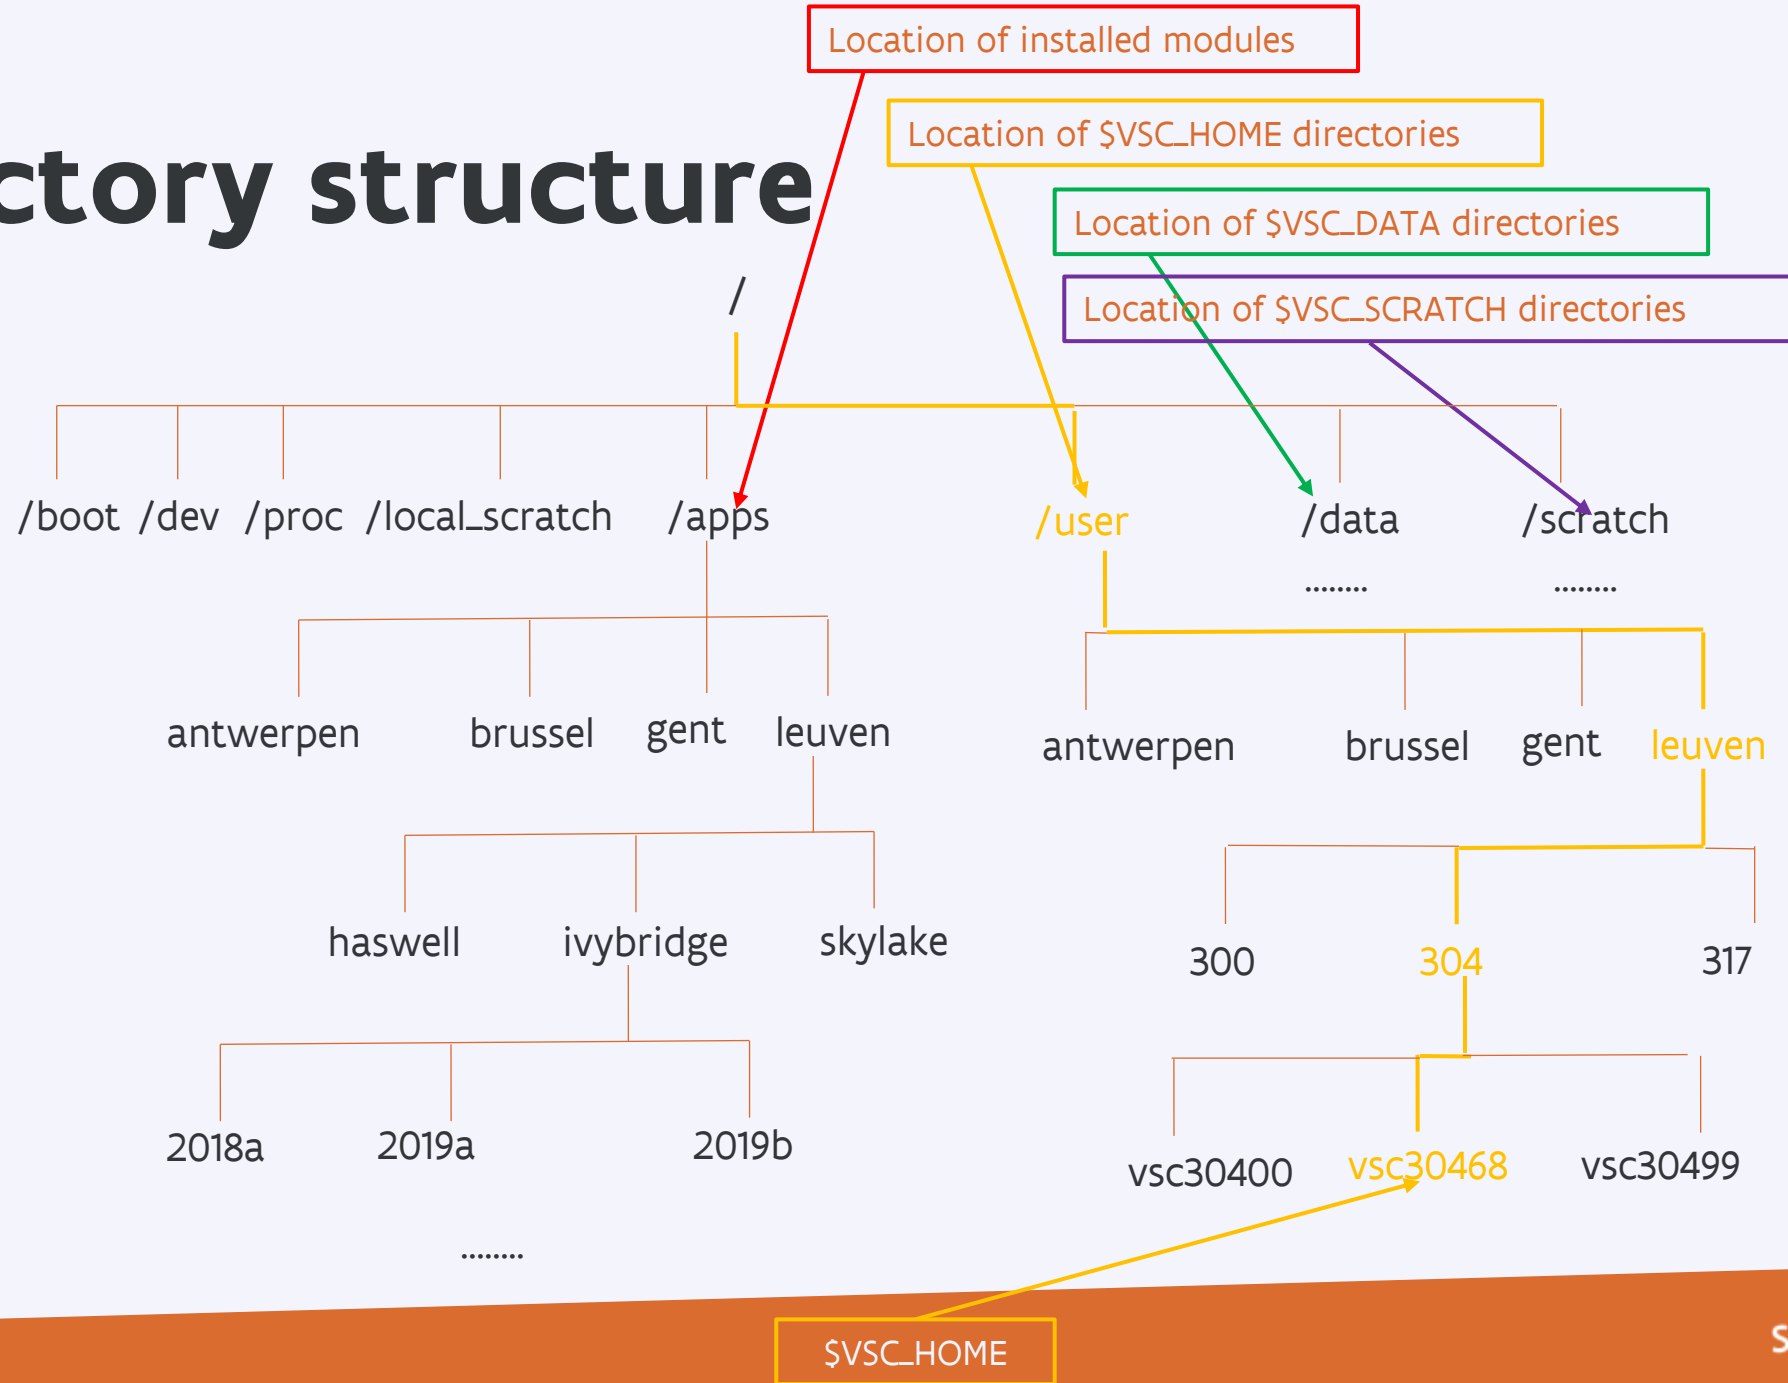 Location of installed modules
Location of $VSC_HOME directories
ctory structure
Location of $VSC_DATA directories
Location of $VSC_SCRATCH directories
/
/boot /dev /proc /local_scratch /apps /user /data /scratch
........ ........
antwerpen brussel gent leuven antwerpen brussel gent leuven
haswell ivybridge skylake 300 304 317
2018a 2019a 2019b vsc30400 vsc30468 vsc30499
........
$VSC_HOME
s